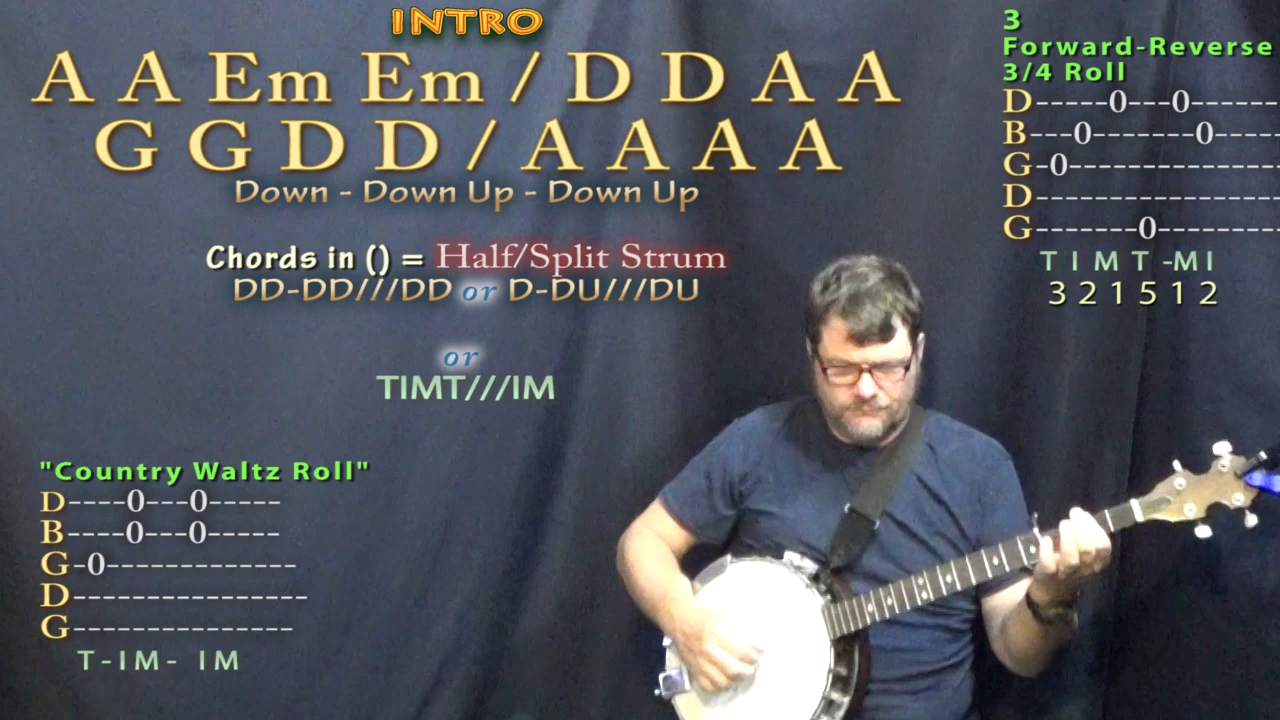 INTRO
A A Em Em / D D A A
G G D D / A A A A
Down - Down Up - Down Up
Chords in () = Half/Split Strum
DD-DD///DD or D-DU///DU
or
TIMT///IM
"Country Waltz Roll"
D----0---0-----
B----0---0-----
G-0-------------
D----------------
G---------------
T-IM- IM
3
Forward-Reverse
3/4 Roll
D-----0---0------
B---0-------0-----
G-0---------------
D-----------------
G-------0---------
T I M T -M I
3 2 1 5 1 2